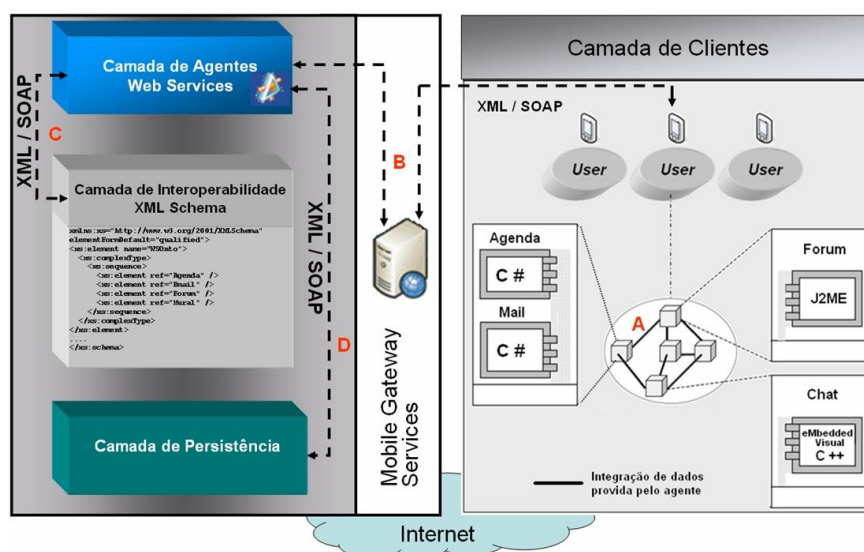 Camada de Agentes
Web Services
XML / SOAP
C
Camada de Interoperabilidade
XML Schema
xmlns:xs="http://www.w3.org/2001/XMLSchema"
elementFormDefault="qualified">
<xs:element name="WSOnto">
<xs:complexType>
<xs:sequence>
<xs:element ref="Agenda" />
<xs:element ref="Email" />
<xs:element ref="Forum" />
<xs:element ref="Mural" />
</xs:sequence>
</xs:complexType>
</xs:element>
....
</xs:schema>
XML / SOAP
D
Camada de Persistência
B
Mobile Gateway
Services
Internet
Camada de Clientes
XML / SOAP
User
User
User
Agenda
C #
Mail
C #
A
Forum
J2ME
Chat
eMbedded
Visual
C ++
Integração de dados
provida pelo agente